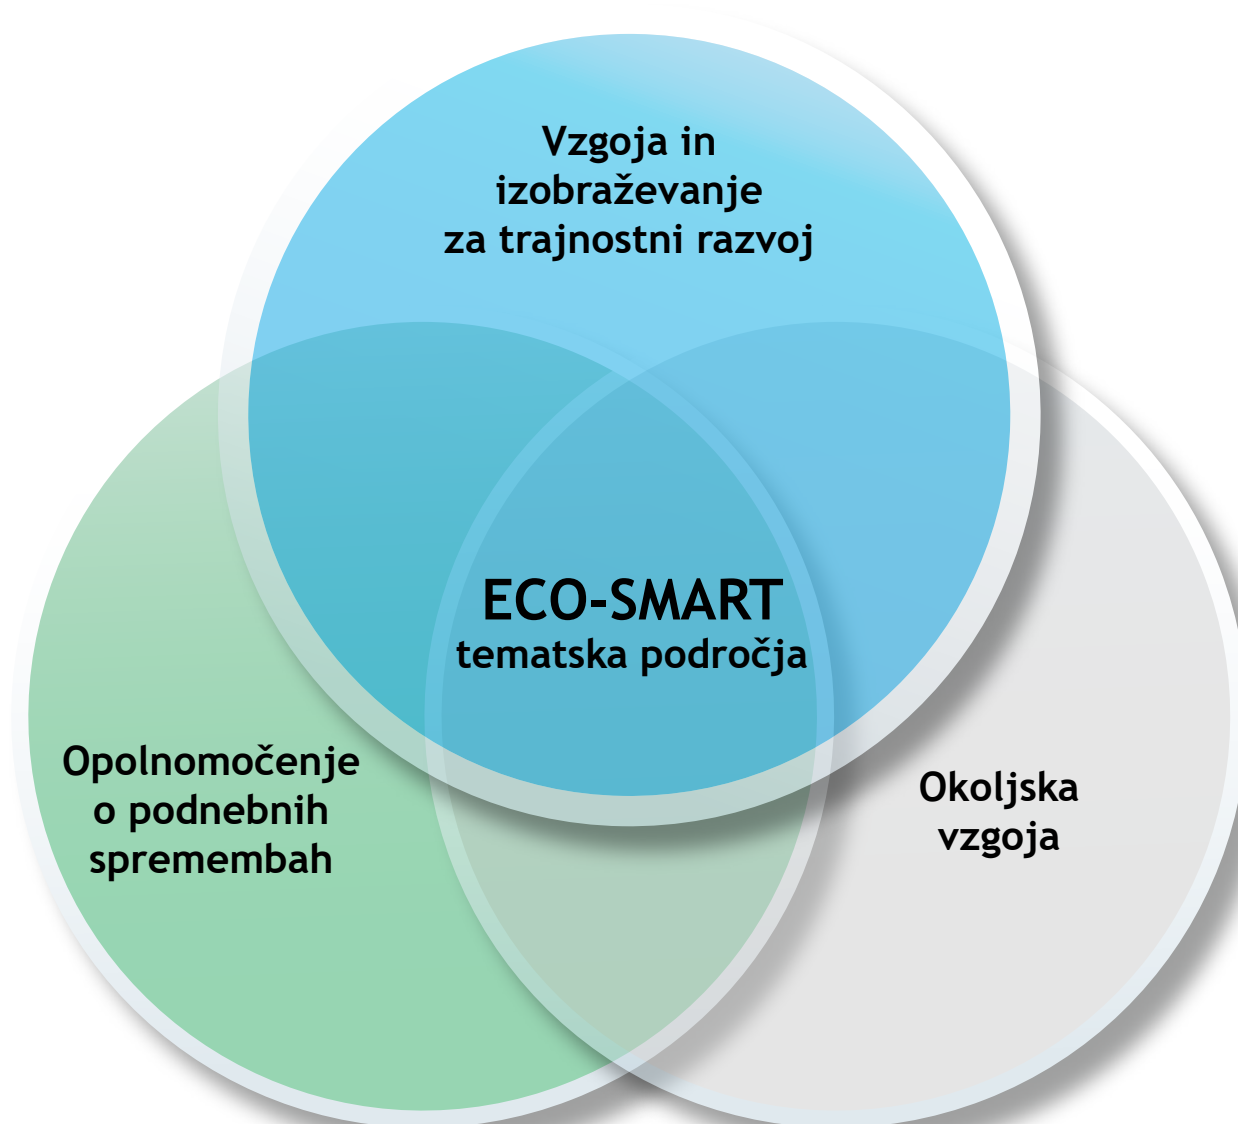 Vzgoja in
izobraževanje
za trajnostni razvoj
ECO-SMART
tematska področja
Opolnomočenje
o podnebnih
spremembah
Okoljska
vzgoja